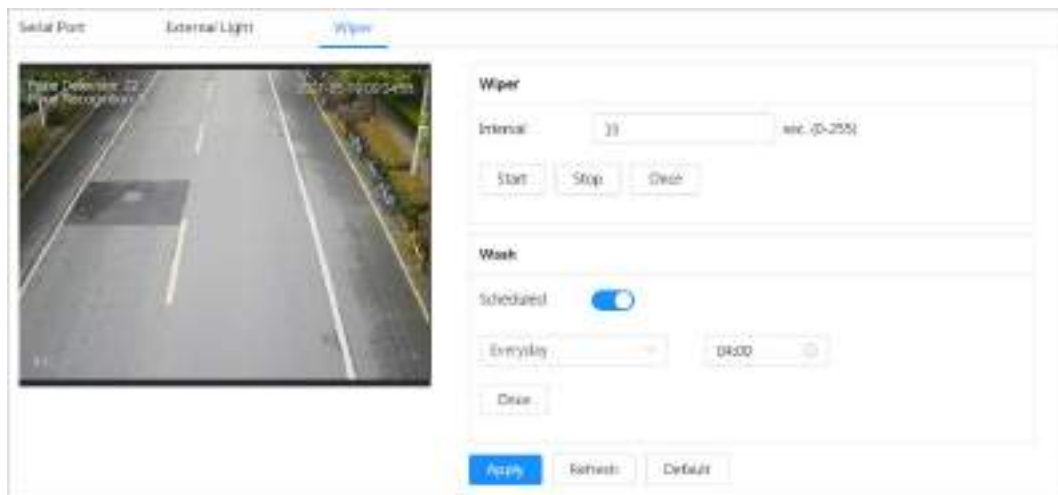 Serial Port External Light Wiper
Wiper
Interval sec. (0-255)
Start Stop Once
Wash
Scheduled
Everyday 04:00
Once
Apply Refresh Default